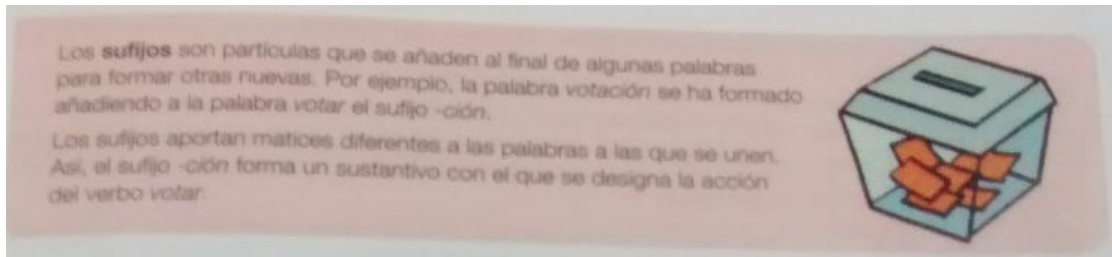 Los sufijos son partículas que se añaden al final de algunas palabras
para formar otras nuevas. Por ejemplo, la palabra votación se ha formado
añadiendo a la palabra votar el sufijo -ción.
Los sufijos aportan matices diferentes a las palabras a las que se unen.
Así, el sufijo -ción forma un sustantivo con el que se designa la acción
del verbo votar.